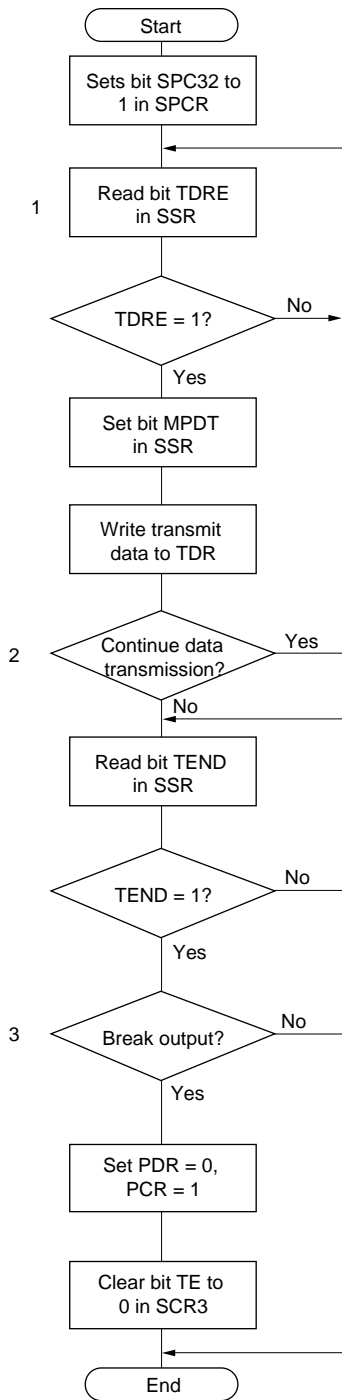 Start
Sets bit SPC32 to
1 in SPCR
1
Read bit TDRE
in SSR
TDRE = 1?
No
Yes
Set bit MPDT
in SSR
Write transmit
data to TDR
2
Continue data
transmission?
Yes
No
Read bit TEND
in SSR
TEND = 1?
No
Yes
3
Break output?
No
Yes
Set PDR = 0,
PCR = 1
Clear bit TE to
0 in SCR3
End